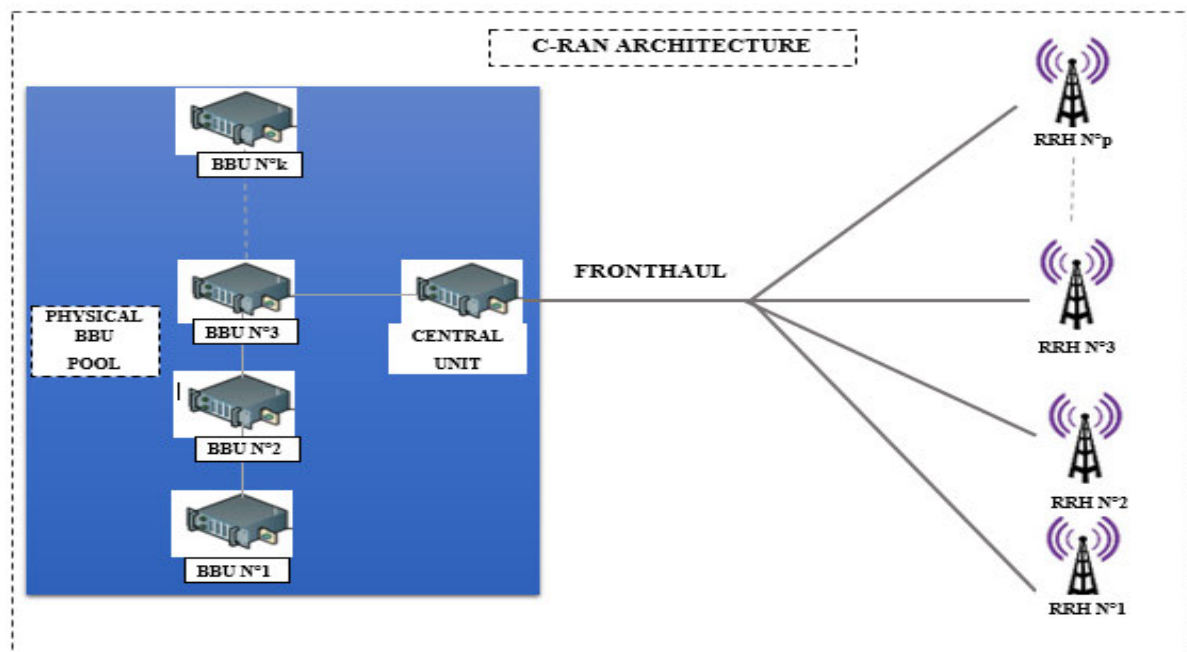 C-RAN ARCHITECTURE
BBU N°k
BBU N°3
BBU N°2
BBU N°1
PHYSICAL
BBU
POOL
CENTRAL
UNIT
FRONTHAUL
RRH N°p
RRH N°3
RRH N°2
RRH N°1